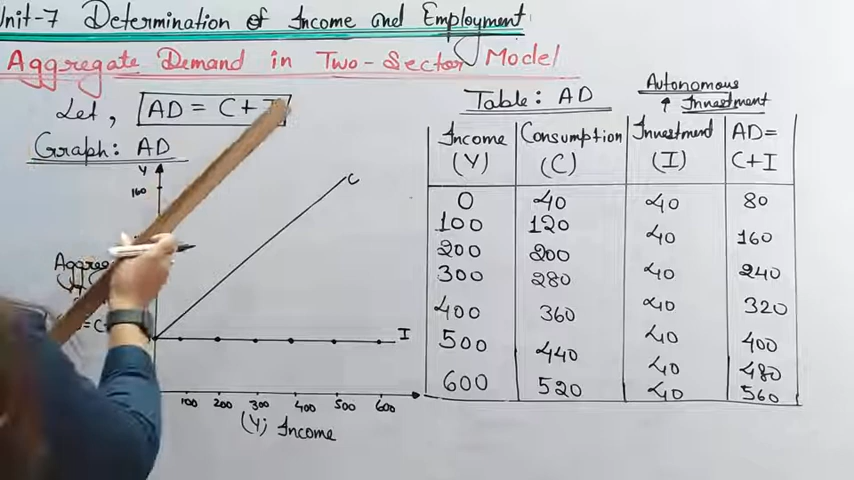 Unit-7 Determination of Income and Employment
Aggregate Demand in Two-Sector Model
Let, AD = C+
Graph: AD
Y
160
C
I
100 200 300 400 500 600
(Y) Income
Table: AD
Autonomous
Investment
Income Consumption Investment AD=
(Y) (C) (I) C+I
0 40 40 80
100 120 40 160
200 200 40 240
300 280 40 320
400 360 40 400
500 440 40 480
600 520 40 560